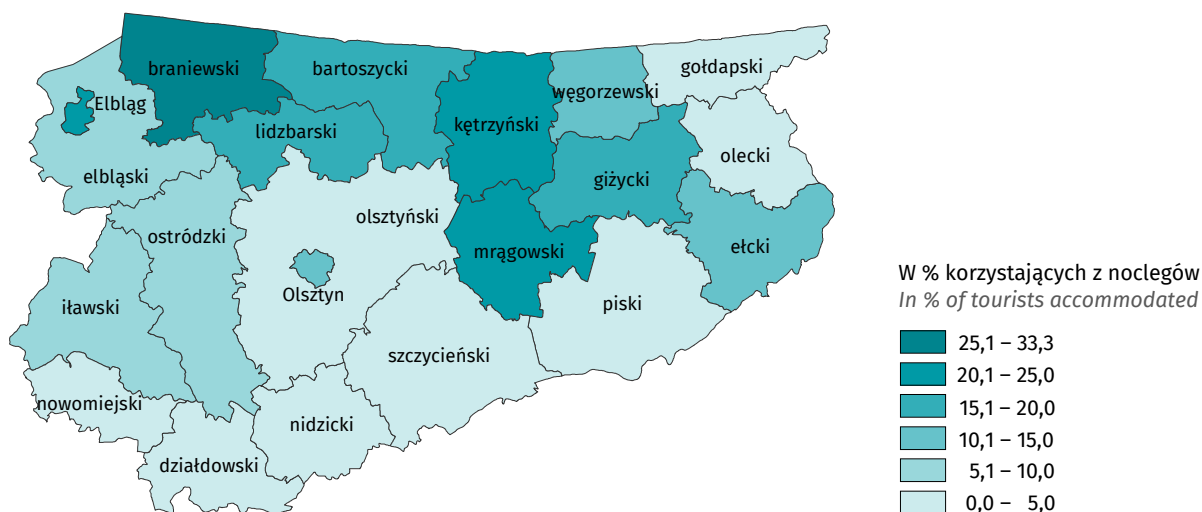 gołdapski
braniewski
bartoszycki
węgorzewski
Elbląg
kętrzyński
lidzbarski
olecki
elbląski
giżycki
olsztyński
ostródzki
mrągowski
ełcki
Olsztyn
iławski
piski
szczycieński
nowomiejski
nidzicki
działdowski
W % korzystających z noclegów
In % of tourists accommodated
25,1 – 33,3
20,1 – 25,0
15,1 – 20,0
10,1 – 15,0
5,1 – 10,0
0,0 – 5,0